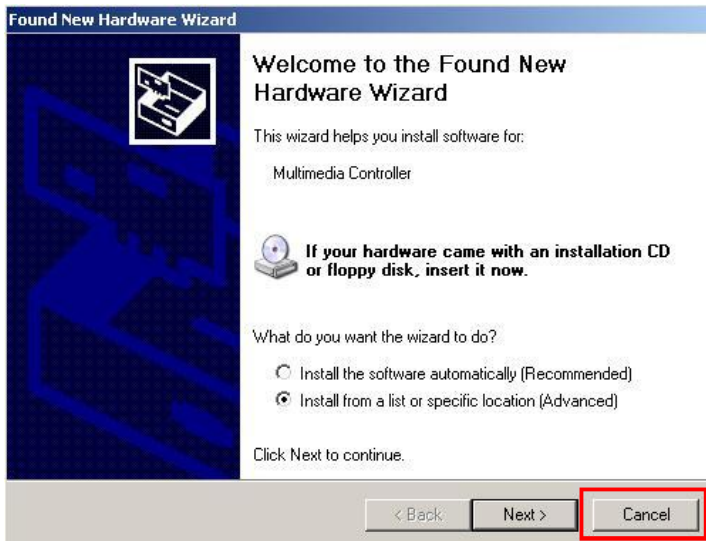 Found New Hardware Wizard
Welcome to the Found New
Hardware Wizard
This wizard helps you install software for:
Multimedia Controller
If your hardware came with an installation CD
or floppy disk, insert it now.
What do you want the wizard to do?
Install the software automatically (Recommended)
Install from a list or specific location (Advanced)
Click Next to continue.
< Back Next > Cancel